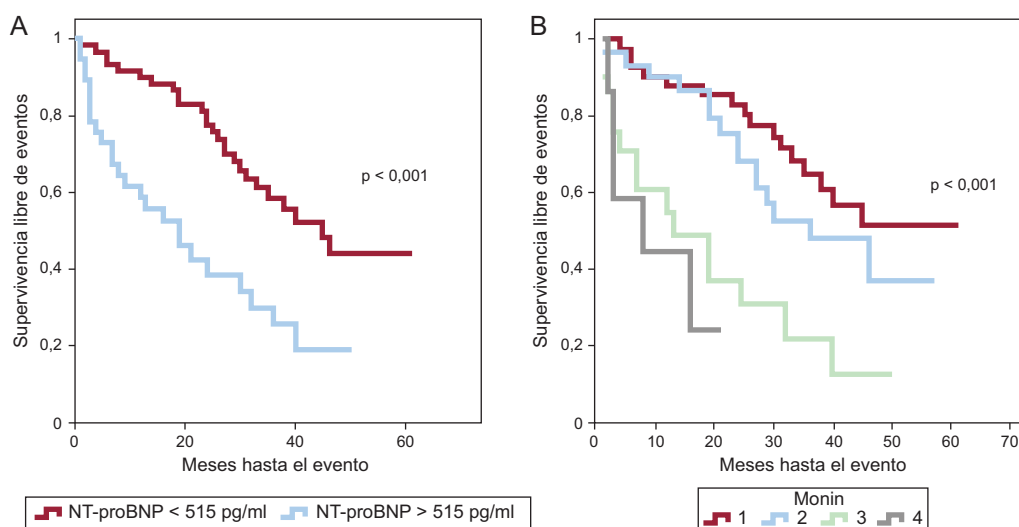 A
1
0,8
0,6
0,4
0,2
0
Supervivencia libre de eventos
p < 0,001
0 20 40 60
Meses hasta el evento
NT-proBNP < 515 pg/ml NT-proBNP > 515 pg/ml
B
1
0,8
0,6
0,4
0,2
0
Supervivencia libre de eventos
p < 0,001
0 10 20 30 40 50 60 70
Meses hasta el evento
Monin
1 2 3 4